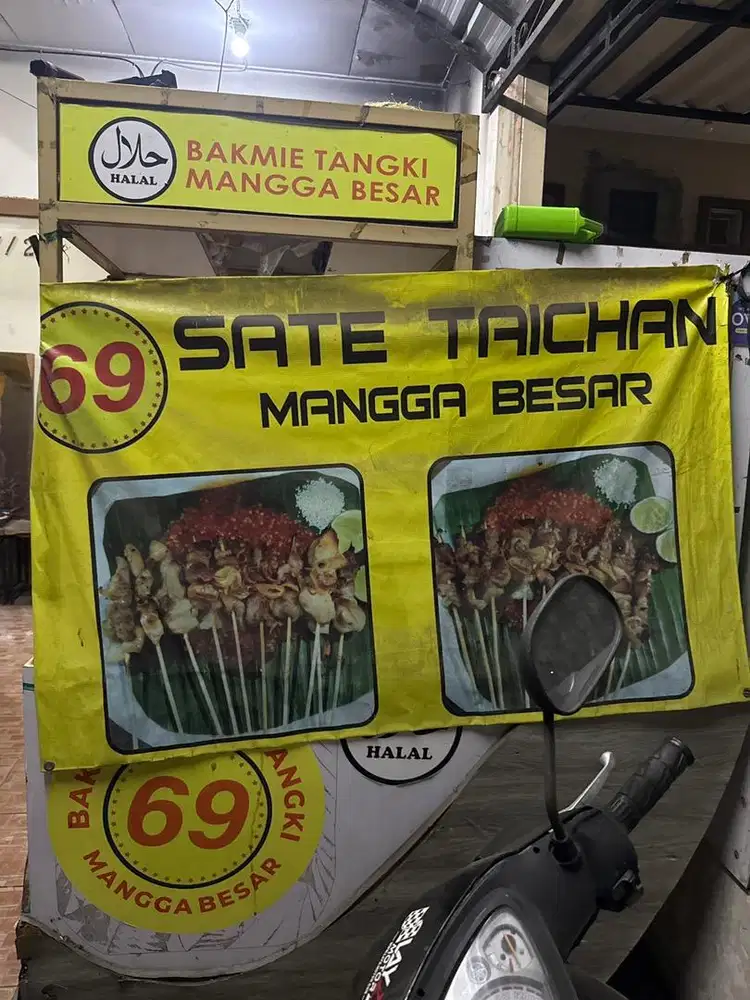 حلال
HALAL
BAKMIE TANGKI
MANGGA BESAR
69
SATE TAICHAN
MANGGA BESAR
HALAL
69
MANGGA BESAR